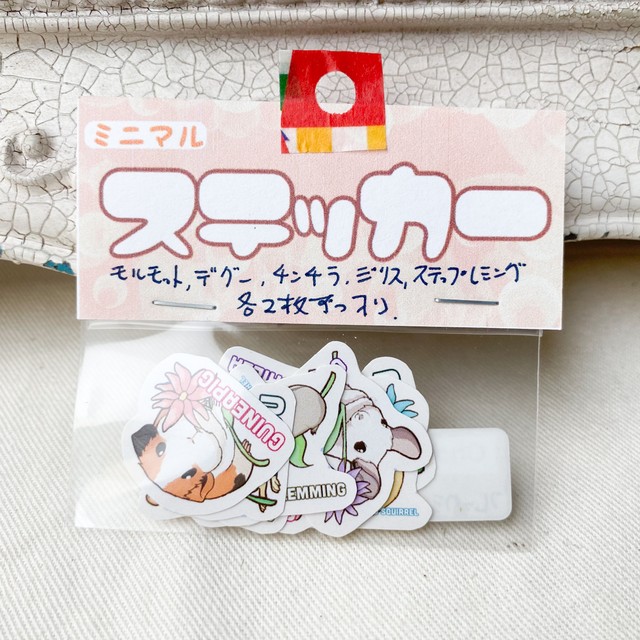 ミニマル
ステッカー
モルモット, デグー, チンチラ, ジリス, ステップレミング
各2枚ずつ入り.
GUINEAPIG
LEMMING
SQUIRREL